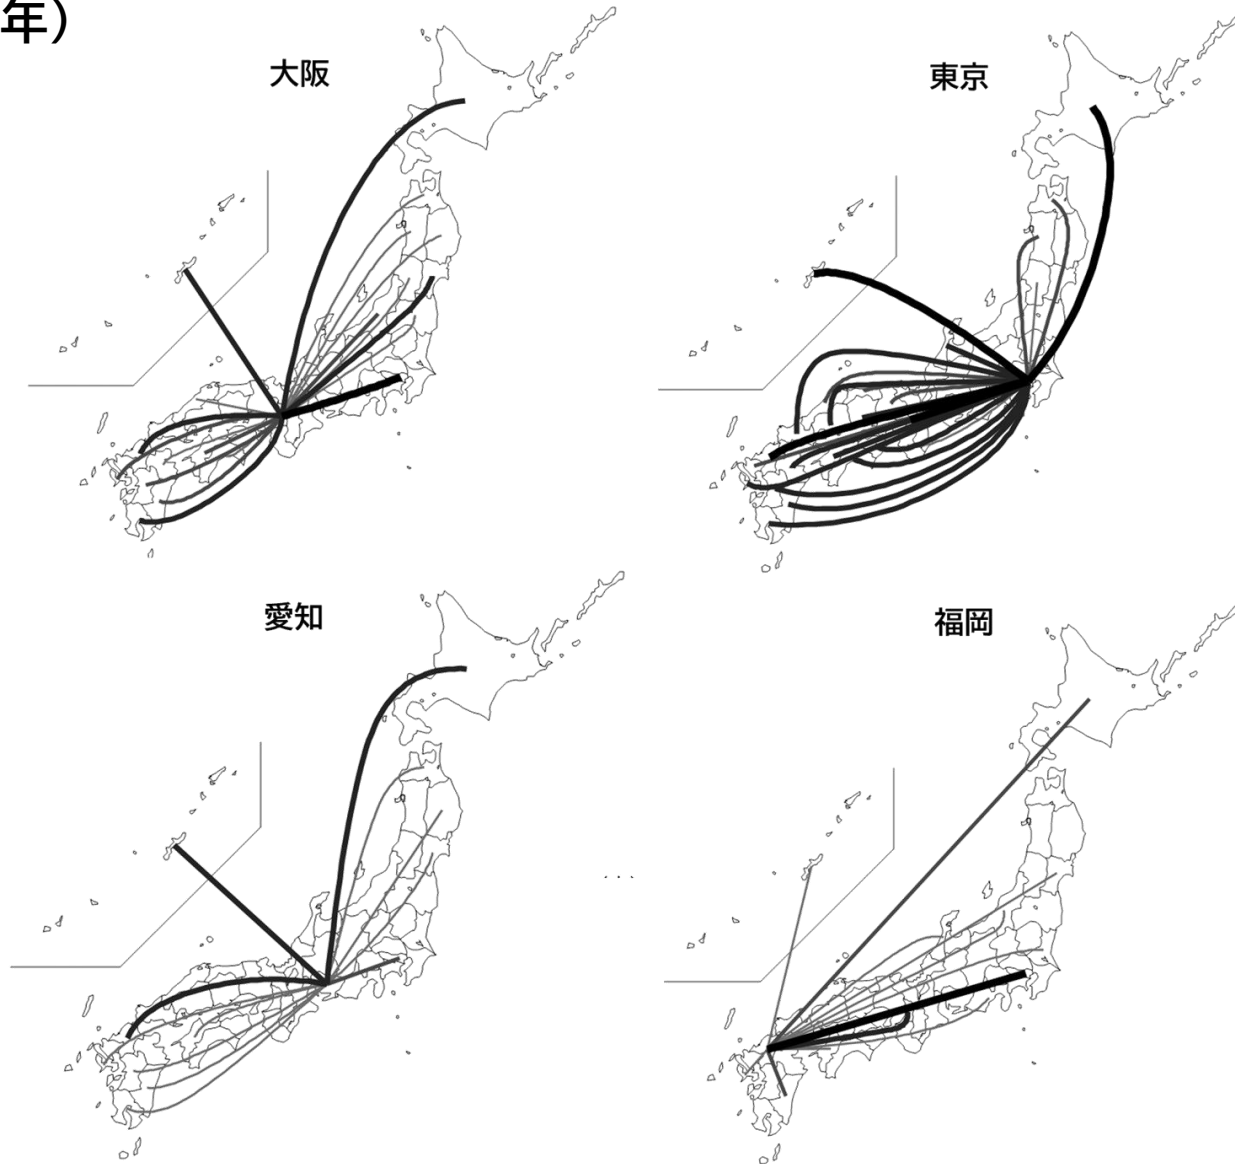 年）
大阪
東京
愛知
福岡
. . .